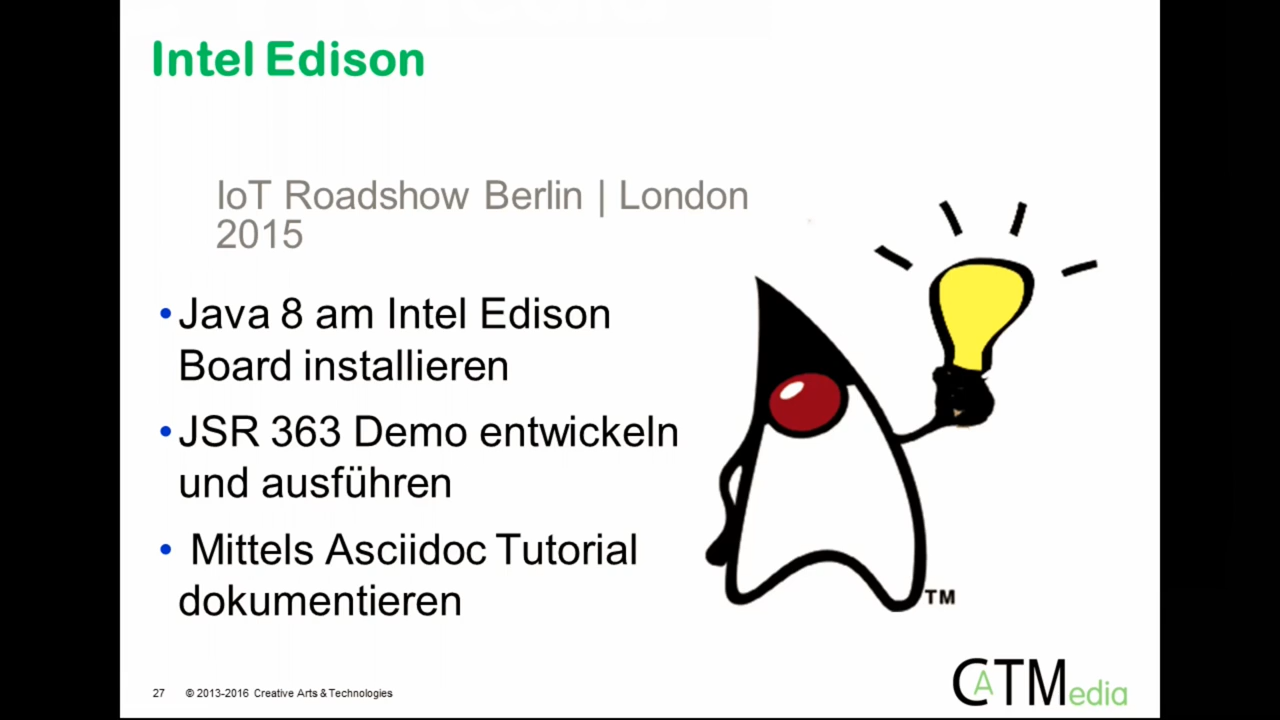 Intel Edison
IoT Roadshow Berlin | London
2015
•Java 8 am Intel Edison
Board installieren
•JSR 363 Demo entwickeln
und ausführen
• Mittels Asciidoc Tutorial
dokumentieren
TM
27 © 2013-2016 Creative Arts & Technologies
CATMedia